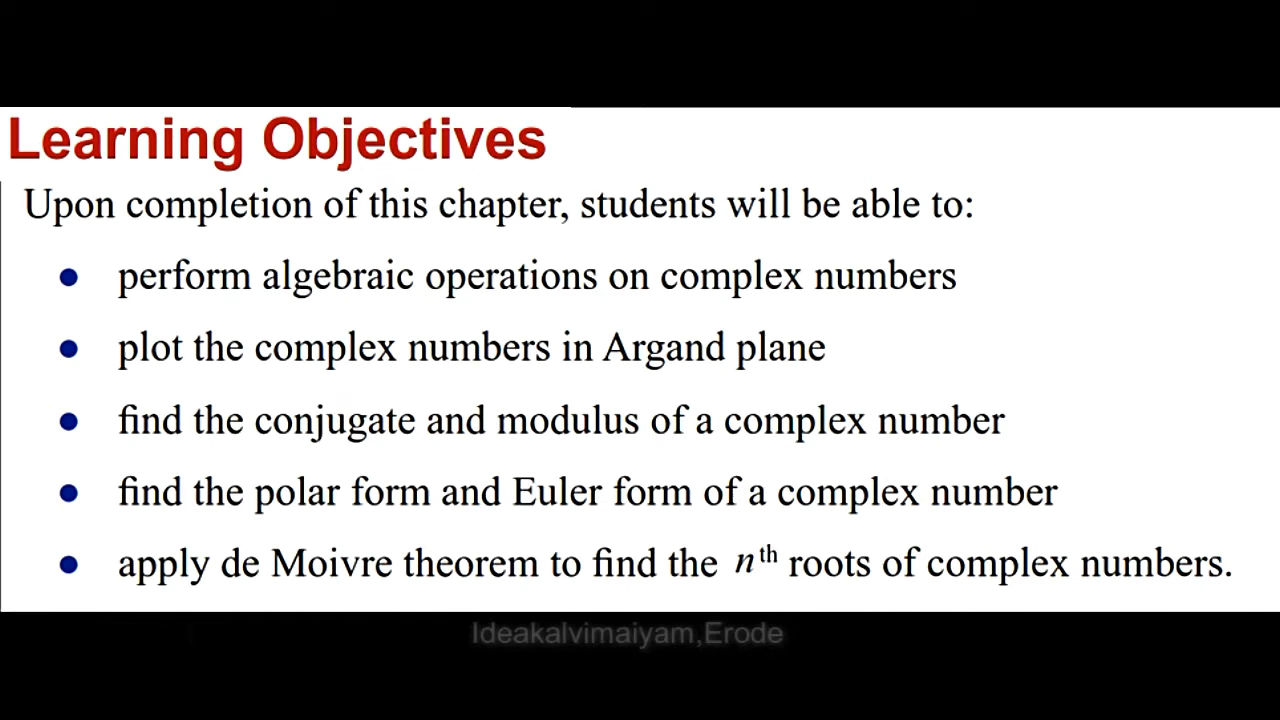 Learning Objectives
Upon completion of this chapter, students will be able to:
● perform algebraic operations on complex numbers
● plot the complex numbers in Argand plane
● find the conjugate and modulus of a complex number
● find the polar form and Euler form of a complex number
● apply de Moivre theorem to find the nth roots of complex numbers.
Ideakalvimaiyam,Erode